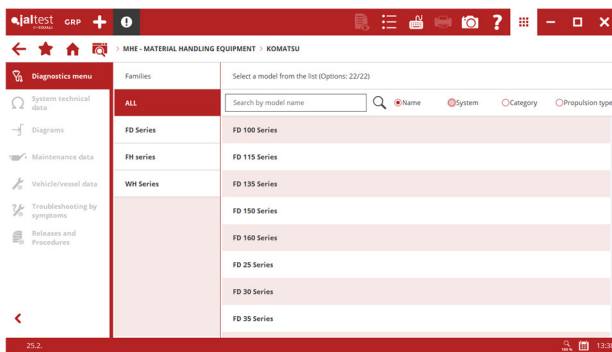 jaltest GRP
> MHE - MATERIAL HANDLING EQUIPMENT > KOMATSU
Diagnostics menu
System technical data
Diagrams
Maintenance data
Vehicle/vessel data
Troubleshooting by symptoms
Releases and Procedures
Families
ALL
FD Series
FH series
WH Series
Select a model from the list (Options: 22/22)
Search by model name
Name System Category Propulsion type
FD 100 Series
FD 115 Series
FD 135 Series
FD 150 Series
FD 160 Series
FD 25 Series
FD 30 Series
FD 35 Series
25.2.
100 %